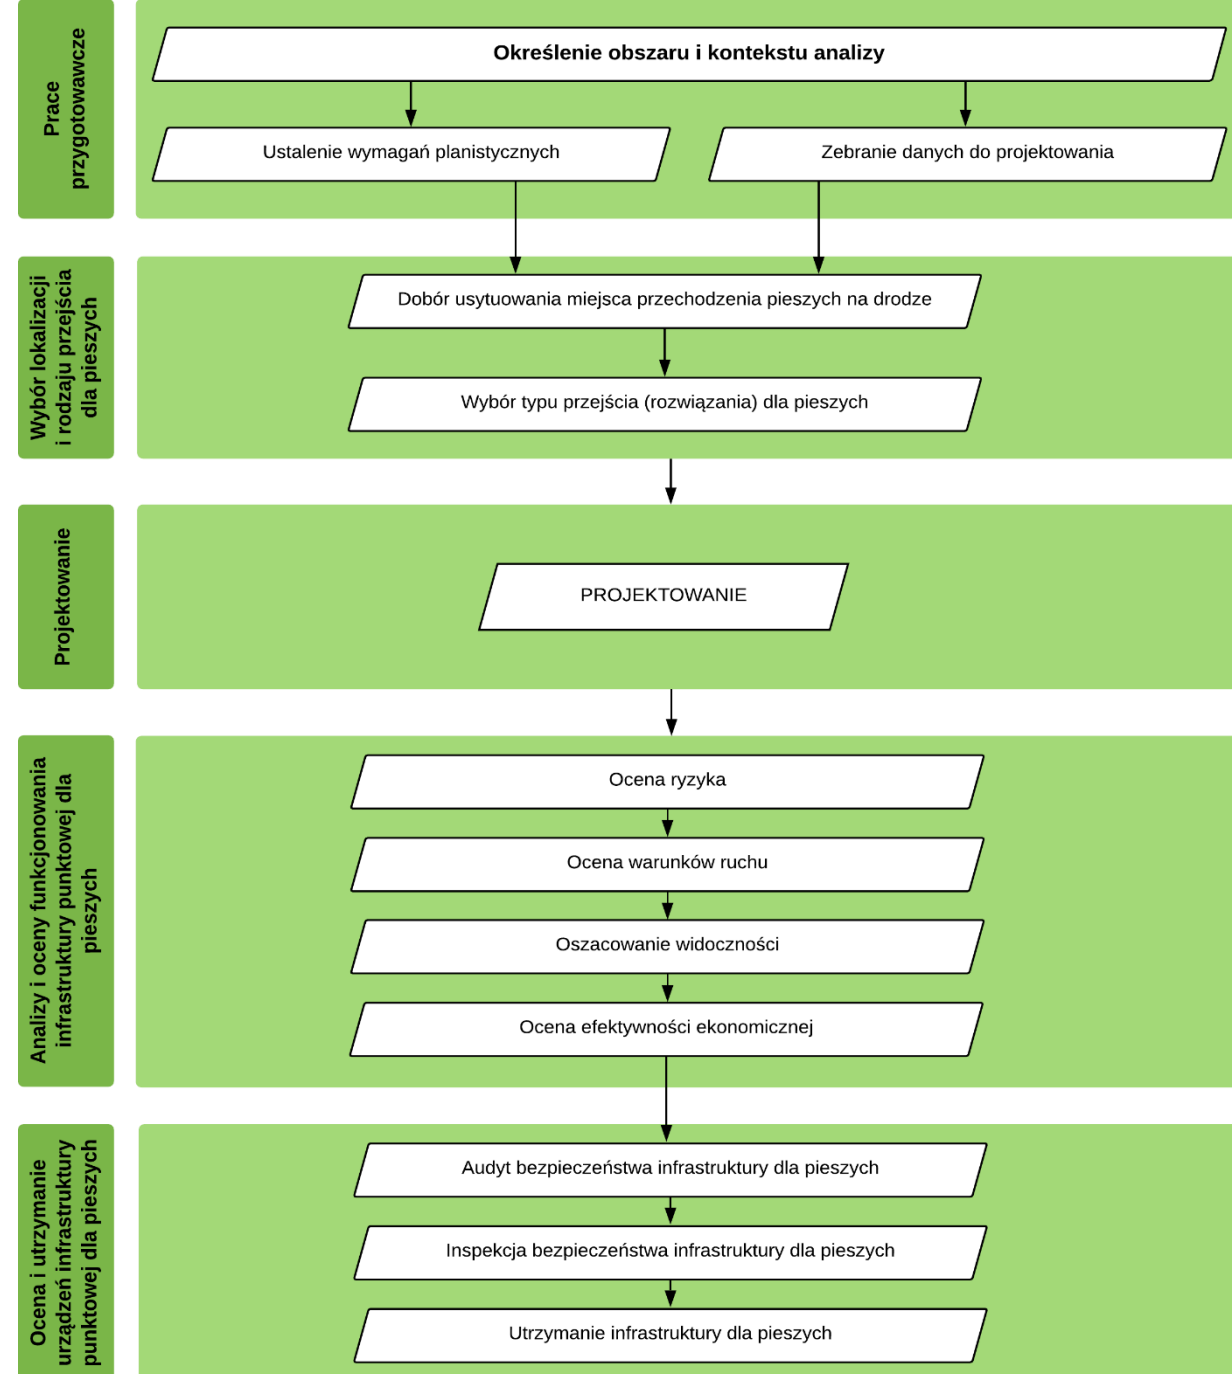 Prace
przygotowawcze
Określenie obszaru i kontekstu analizy
Ustalenie wymagań planistycznych
Zebranie danych do projektowania
Wybór lokalizacji
i rodzaju przejścia
dla pieszych
Dobór usytuowania miejsca przechodzenia pieszych na drodze
Wybór typu przejścia (rozwiązania) dla pieszych
Projektowanie
PROJEKTOWANIE
Analizy i oceny funkcjonowania
infrastruktury punktowej dla
pieszych
Ocena ryzyka
Ocena warunków ruchu
Oszacowanie widoczności
Ocena efektywności ekonomicznej
Ocena i utrzymanie
urządzeń infrastruktury
punktowej dla pieszych
Audyt bezpieczeństwa infrastruktury dla pieszych
Inspekcja bezpieczeństwa infrastruktury dla pieszych
Utrzymanie infrastruktury dla pieszych